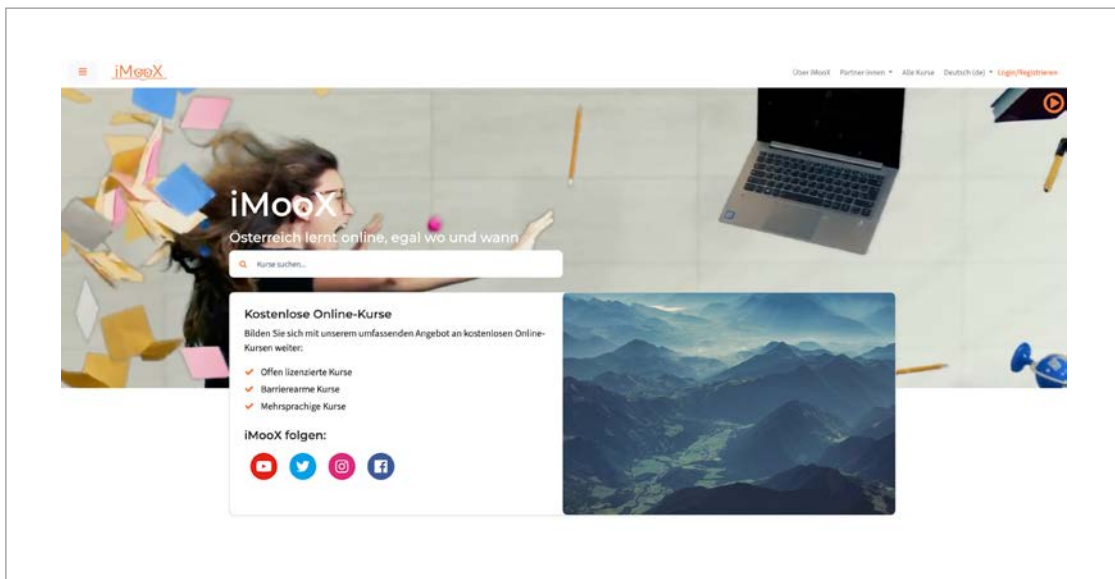 iMooX
Über iMooX Partner:innen Alle Kurse Deutsch (de) Login/Registrieren
iMooX
Österreich lernt online, egal wo und wann
Kurse suchen...
Kostenlose Online-Kurse
Bilden Sie sich mit unserem umfassenden Angebot an kostenlosen Online-
Kursen weiter:
Offen lizenzierte Kurse
Barrierearme Kurse
Mehrsprachige Kurse
iMooX folgen: